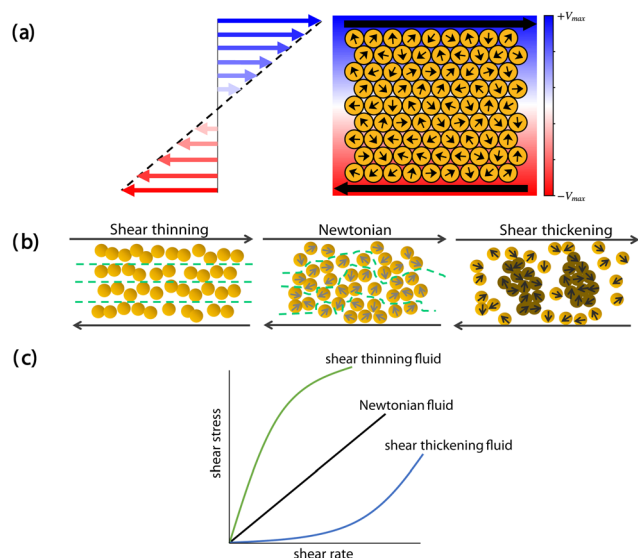 (a)
+V_max
−V_max
(b)
Shear thinning
Newtonian
Shear thickening
(c)
shear stress
shear thinning fluid
Newtonian fluid
shear thickening fluid
shear rate